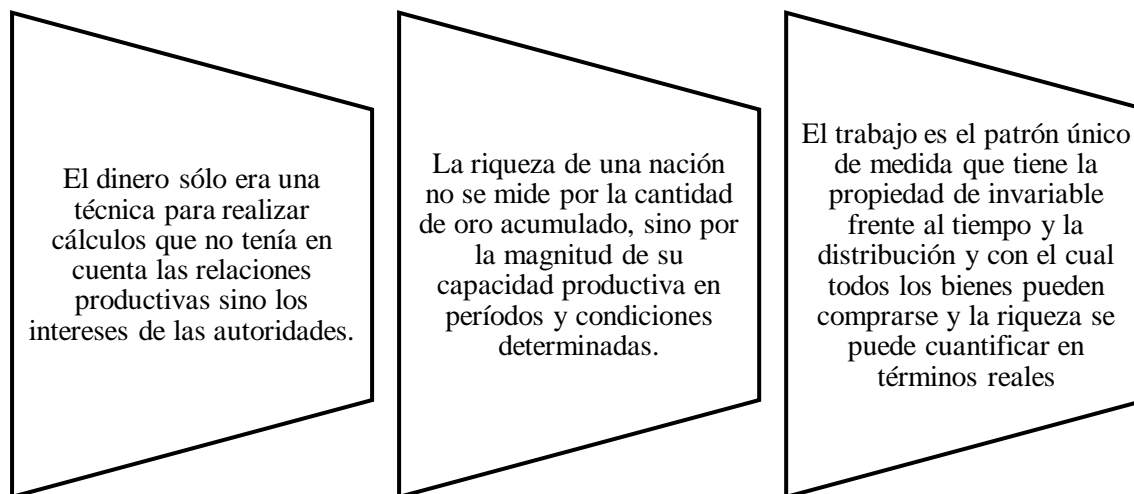 El dinero sólo era una
técnica para realizar
cálculos que no tenía en
cuenta las relaciones
productivas sino los
intereses de las autoridades.
La riqueza de una nación
no se mide por la cantidad
de oro acumulado, sino por
la magnitud de su
capacidad productiva en
períodos y condiciones
determinadas.
El trabajo es el patrón único
de medida que tiene la
propiedad de invariable
frente al tiempo y la
distribución y con el cual
todos los bienes pueden
comprarse y la riqueza se
puede cuantificar en
términos reales